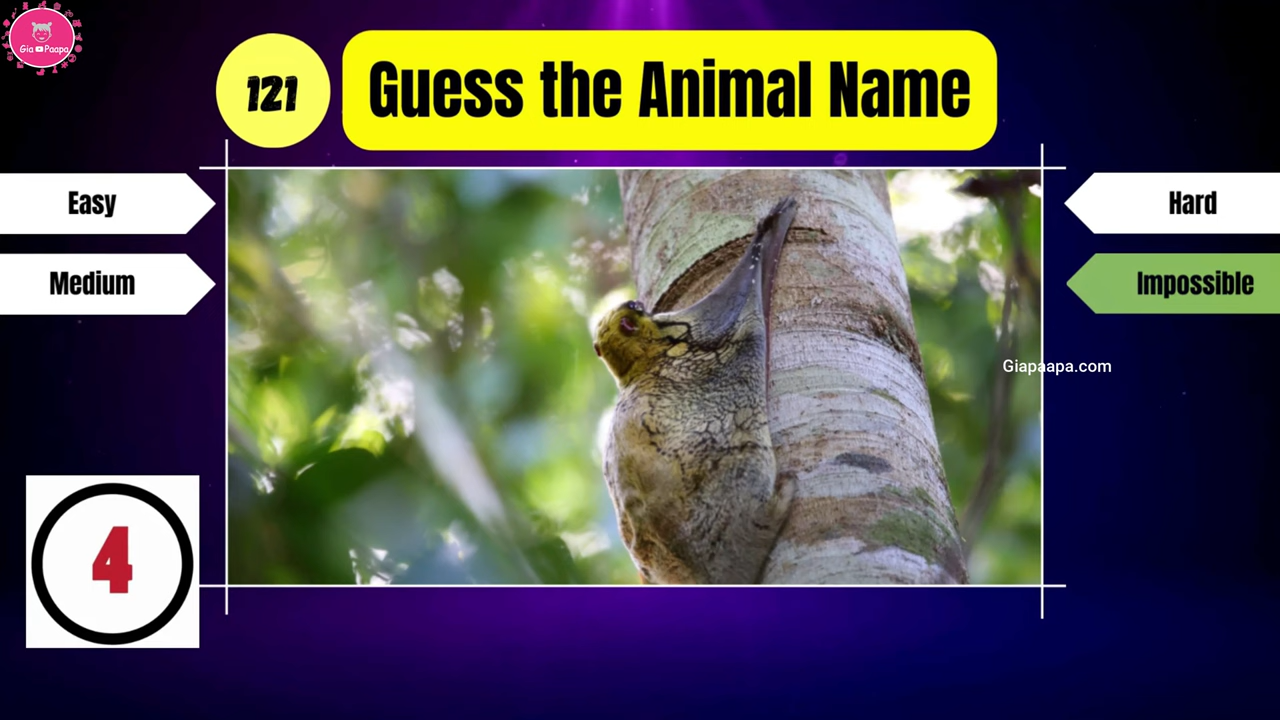 Gia Paapa
121
Guess the Animal Name
Easy
Hard
Medium
Impossible
Giapaapa.com
4